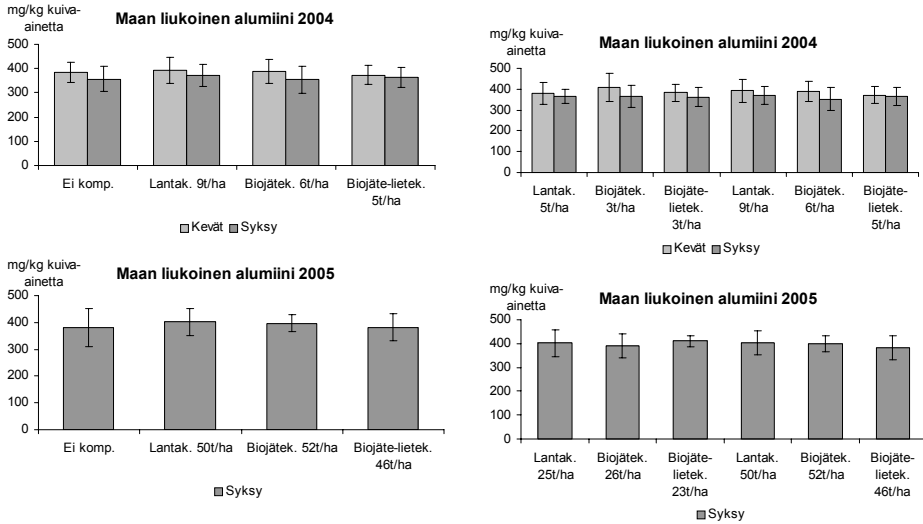 mg/kg kuiva-
ainetta
Maan liukoinen alumiini 2004
500
400
300
200
100
0
Ei komp.
Lantak. 9t/ha
Biojätek. 6t/ha
Biojäte-lietek.
5t/ha
Kevät
Syksy
mg/kg kuiva-
ainetta
Maan liukoinen alumiini 2004
500
400
300
200
100
0
Lantak.
5t/ha
Biojätek.
3t/ha
Biojäte-
lietek.
3t/ha
Lantak.
9t/ha
Biojätek.
6t/ha
Biojäte-
lietek.
5t/ha
Kevät
Syksy
mg/kg kuiva-
ainetta
Maan liukoinen alumiini 2005
500
400
300
200
100
0
Ei komp.
Lantak. 50t/ha
Biojätek. 52t/ha
Biojäte-lietek.
46t/ha
Syksy
mg/kg kuiva-
ainetta
Maan liukoinen alumiini 2005
500
400
300
200
100
0
Lantak.
25t/ha
Biojätek.
26t/ha
Biojäte-
lietek.
23t/ha
Lantak.
50t/ha
Biojätek.
52t/ha
Biojäte-
lietek.
46t/ha
Syksy